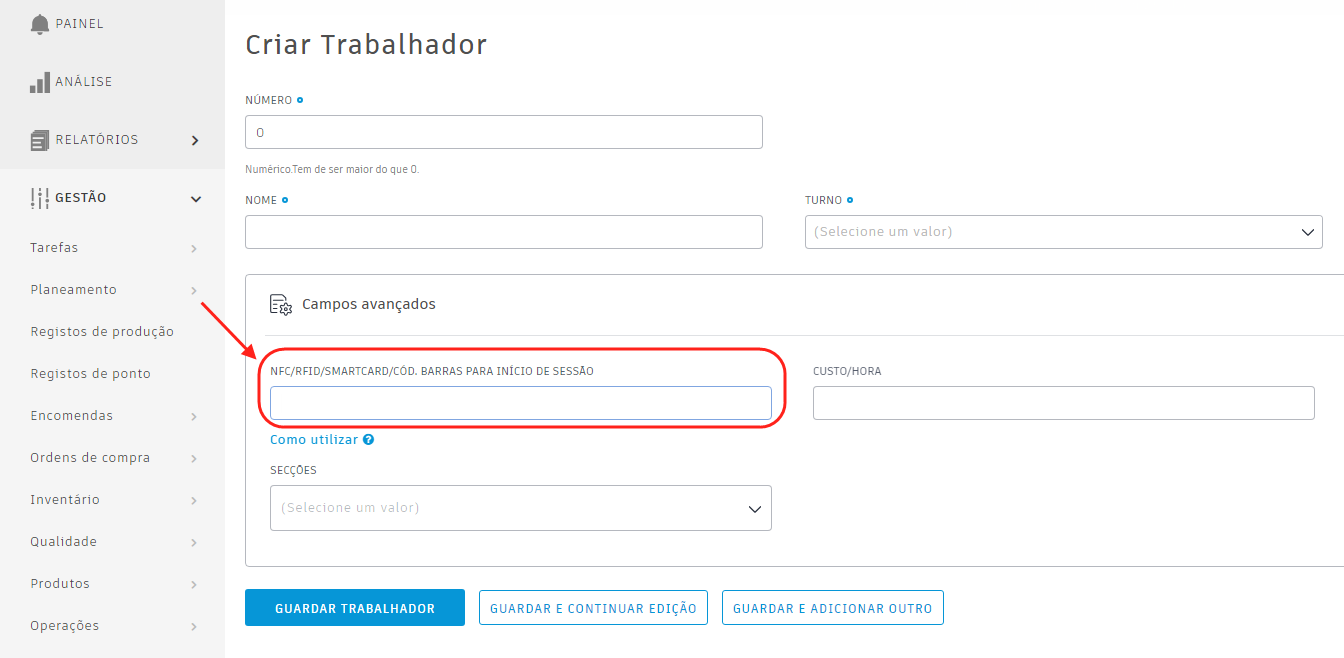 PAINEL
ANÁLISE
RELATÓRIOS
GESTÃO
Tarefas
Planeamento
Registos de produção
Registos de ponto
Encomendas
Ordens de compra
Inventário
Qualidade
Produtos
Operações
Criar Trabalhador
NÚMERO
0
Numérico.Tem de ser maior do que 0.
NOME
TURNO
(Selecione um valor)
Campos avançados
NFC/RFID/SMARTCARD/CÓD. BARRAS PARA INÍCIO DE SESSÃO
CUSTO/HORA
Como utilizar ?
SECÇÕES
(Selecione um valor)
GUARDAR TRABALHADOR
GUARDAR E CONTINUAR EDIÇÃO
GUARDAR E ADICIONAR OUTRO